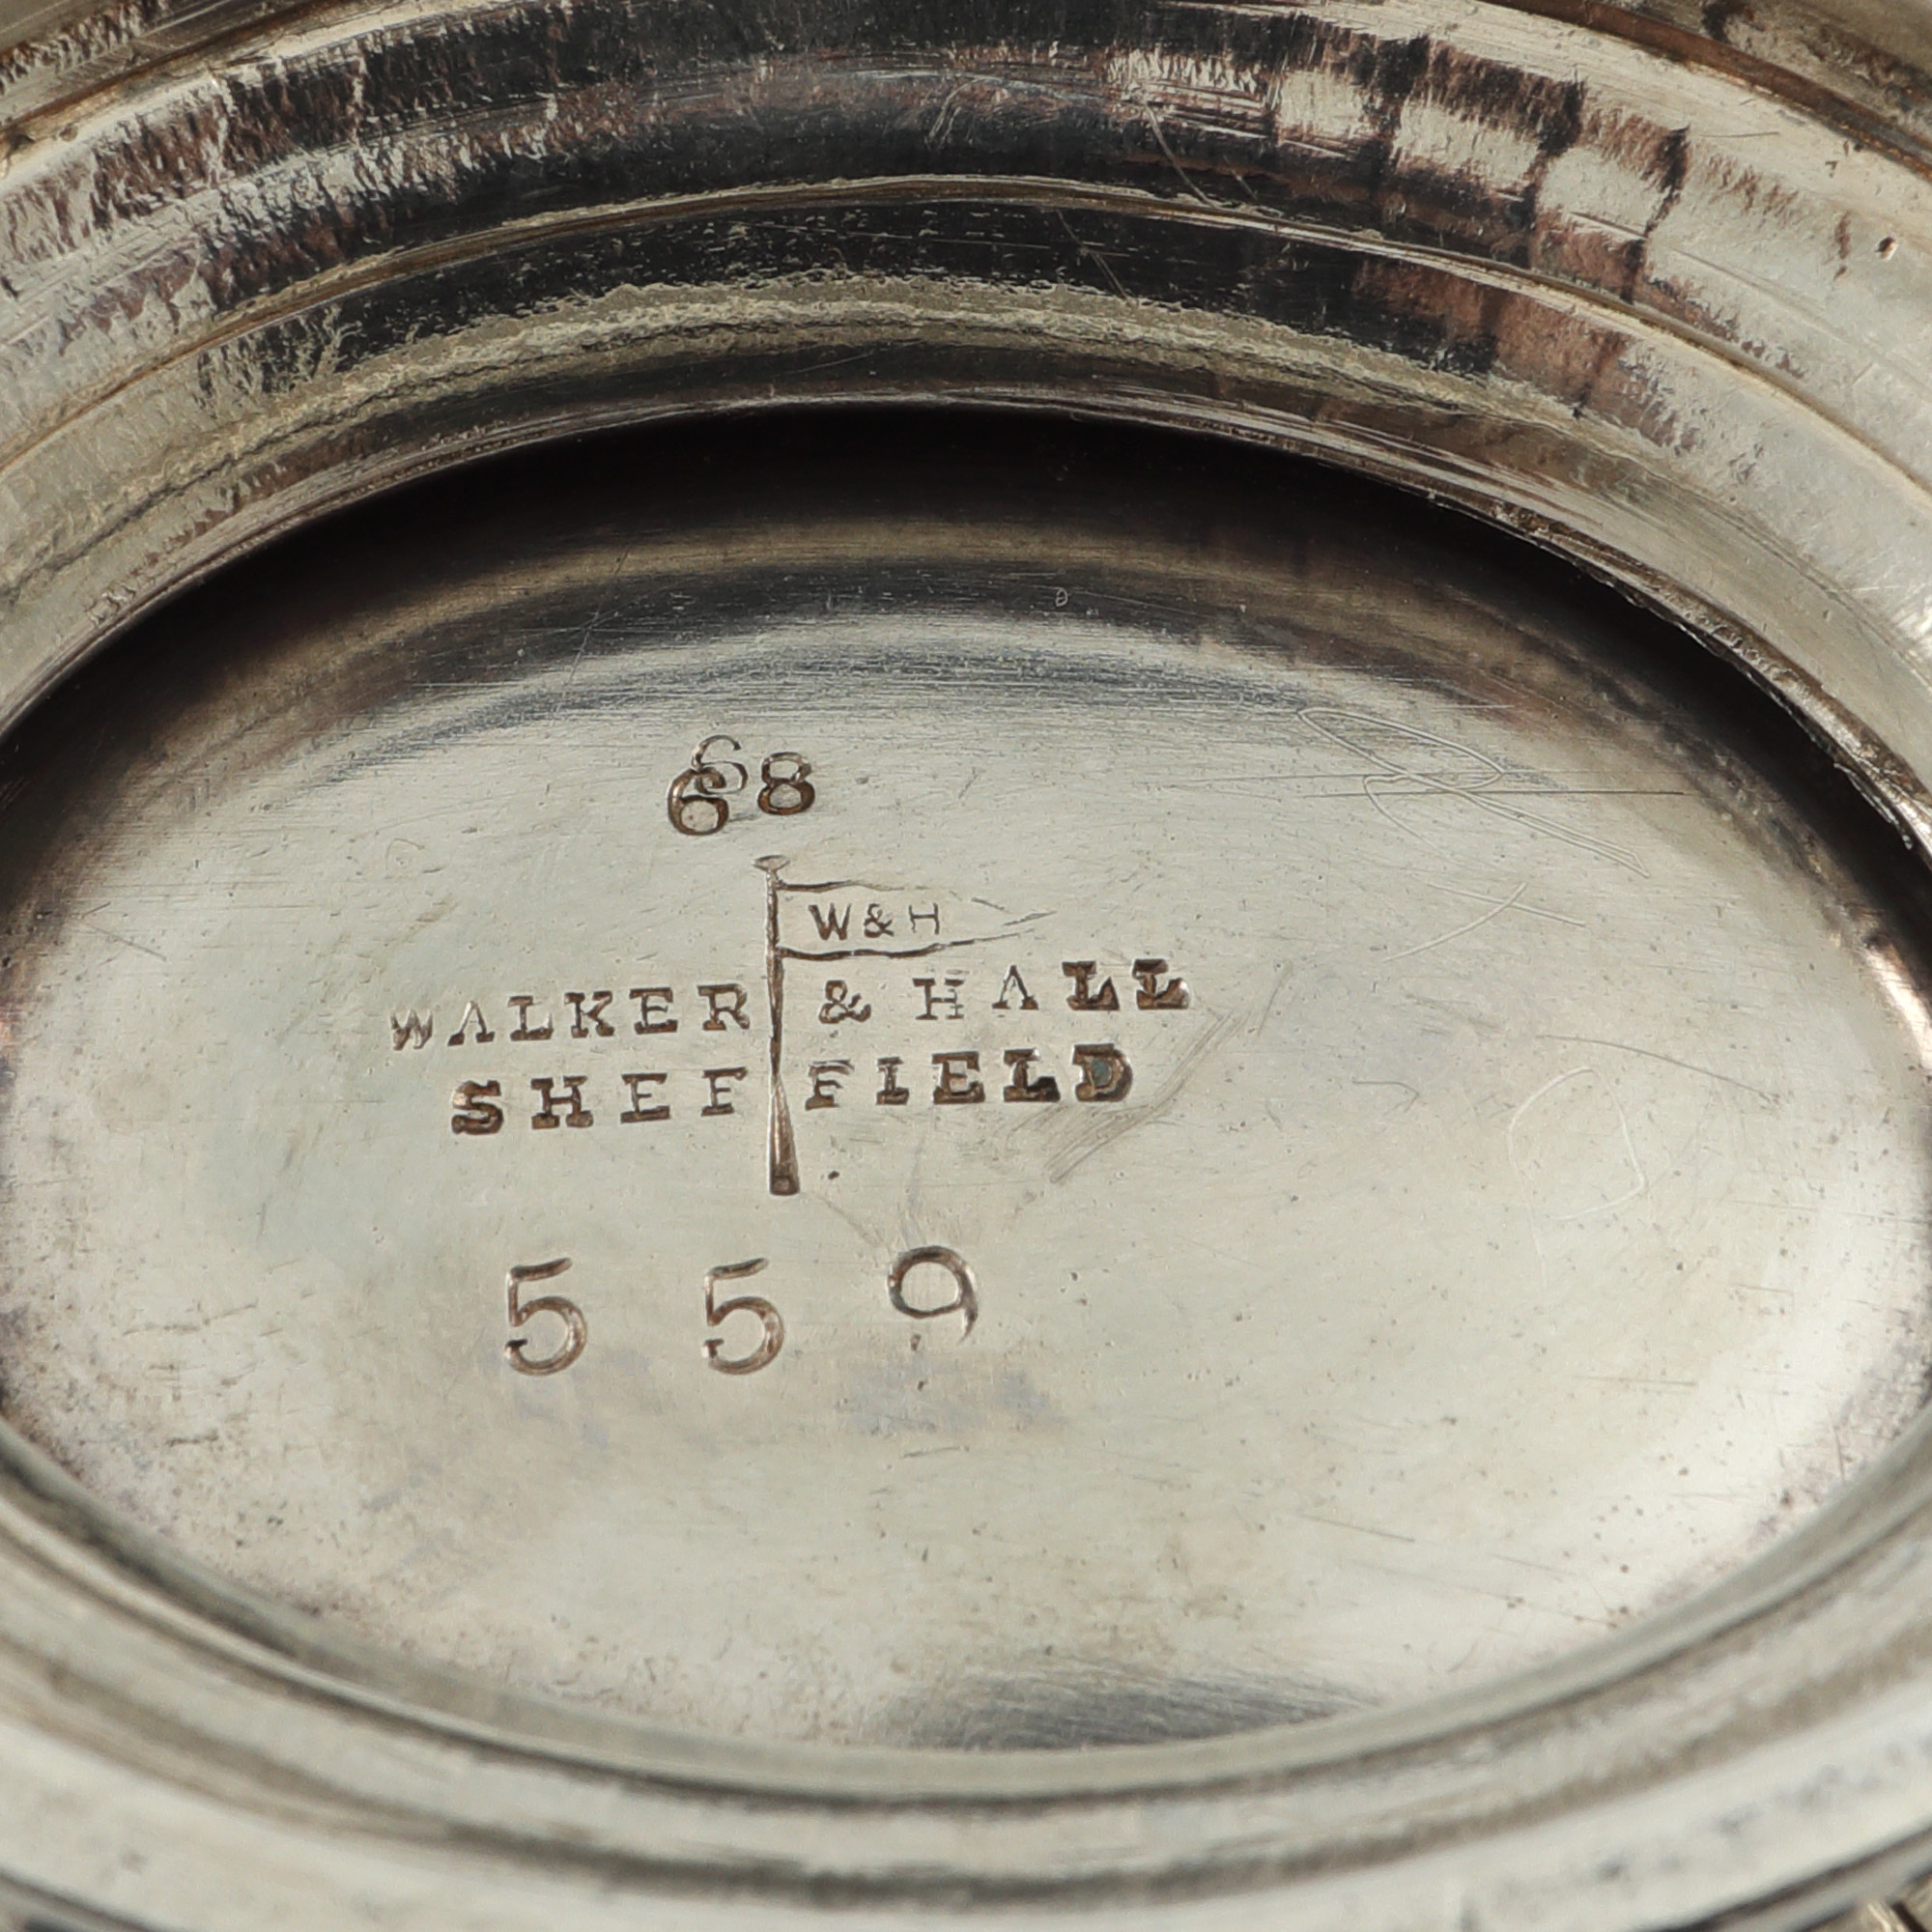 68
W&H
WALKER & HALL
SHEFFIELD
559